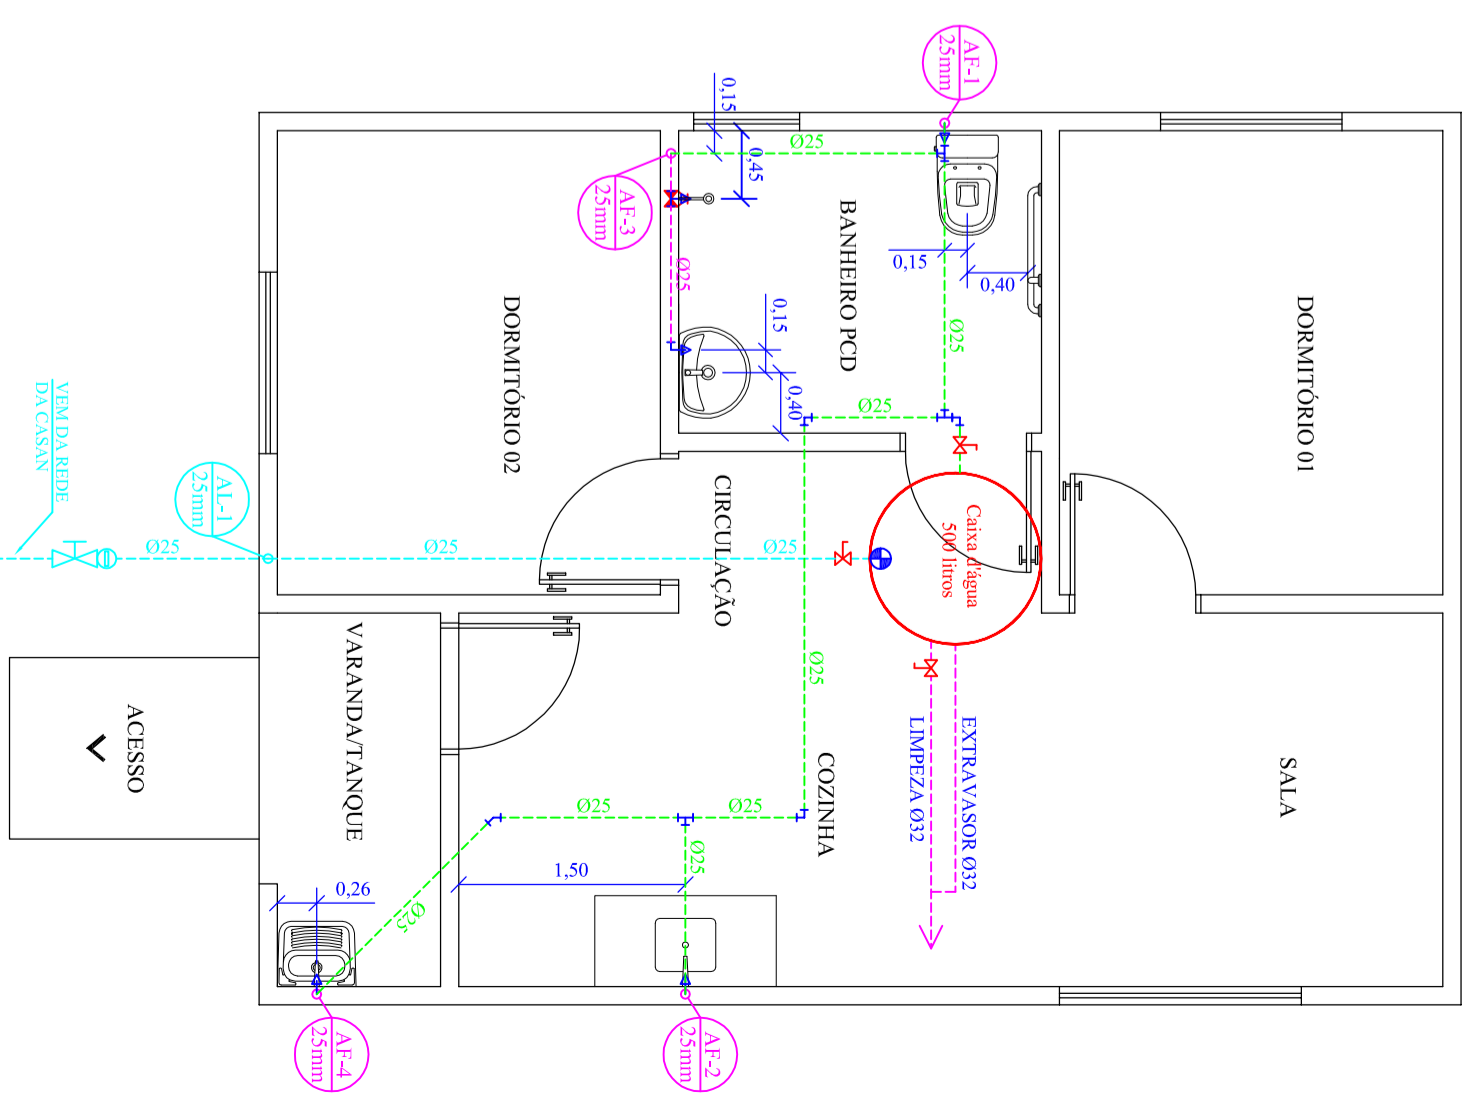 AF-1
25mm
0,15
0,45
Ø25
AF-3
25mm
Ø25
BANHEIRO PCD
0,15
0,40
Ø25
0,15
0,40
Ø25
DORMITÓRIO 01
DORMITÓRIO 02
VEM DA REDE
DA CASAN
AL-1
25mm
Ø25
Ø25
Ø25
CIRCULAÇÃO
Caixa d'água
500 litros
VARANDA/TANQUE
ACESSO
Ø25
COZINHA
LIMPEZA Ø32
EXTRAVASOR Ø32
SALA
Ø25
Ø25
Ø25
1,50
0,26
Ø25
AF-4
25mm
AF-2
25mm